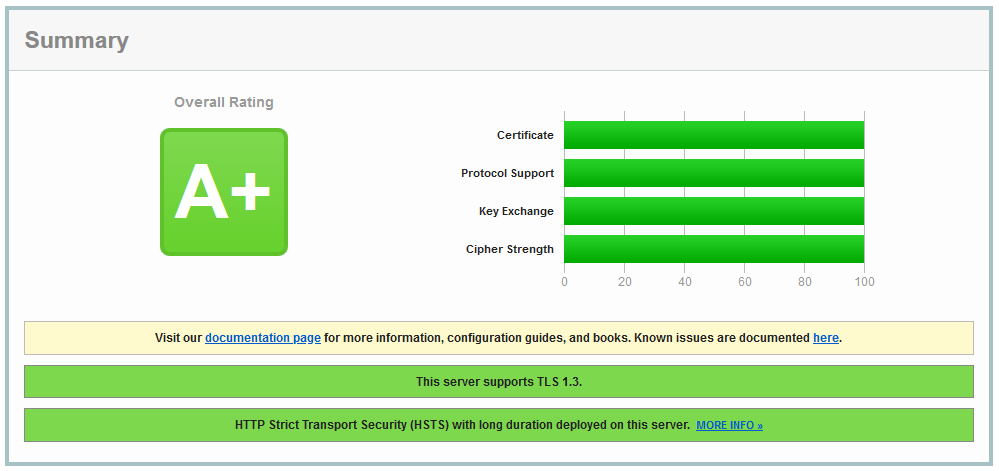 Summary
Overall Rating
A+
Certificate
Protocol Support
Key Exchange
Cipher Strength
0 20 40 60 80 100
Visit our documentation page for more information, configuration guides, and books. Known issues are documented here.
This server supports TLS 1.3.
HTTP Strict Transport Security (HSTS) with long duration deployed on this server. MORE INFO »